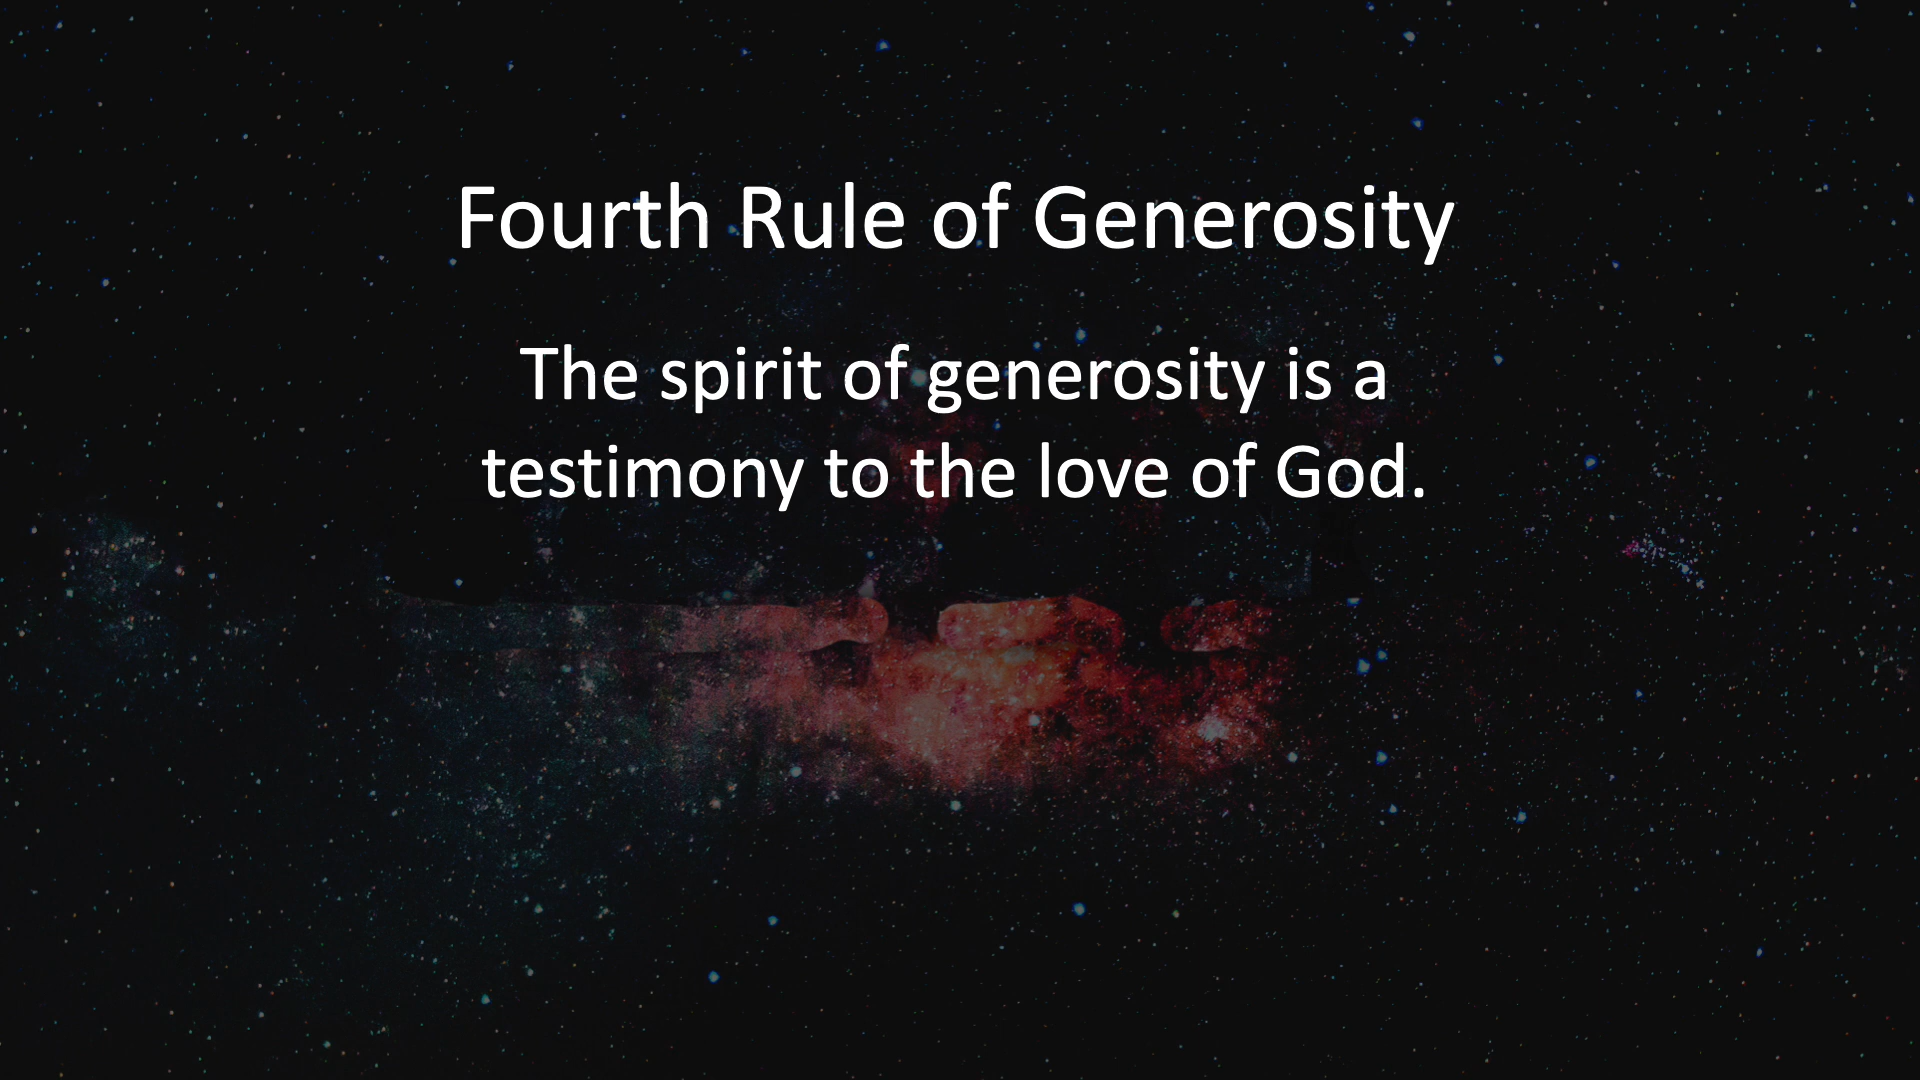 Fourth Rule of Generosity
The spirit of generosity is a
testimony to the love of God.